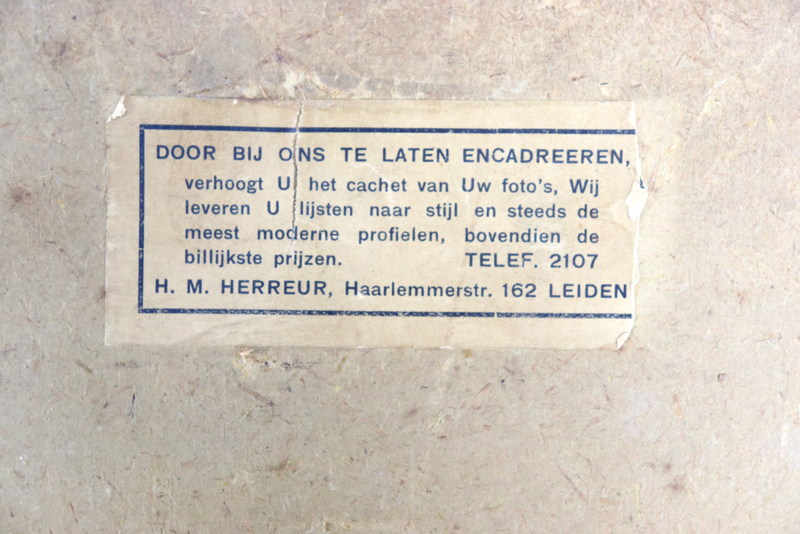 DOOR BIJ ONS TE LATEN ENCADREEREN,
verhoogt U het cachet van Uw foto's, Wij
leveren U lijsten naar stijl en steeds de
meest moderne profielen, bovendien de
billijkste prijzen. TELEF. 2107
H. M. HERREUR, Haarlemmerstr. 162 LEIDEN